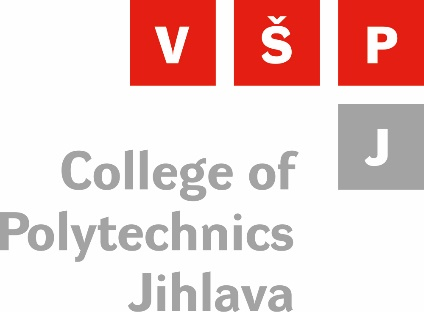 V Š P
J
College of
Polytechnics
Jihlava